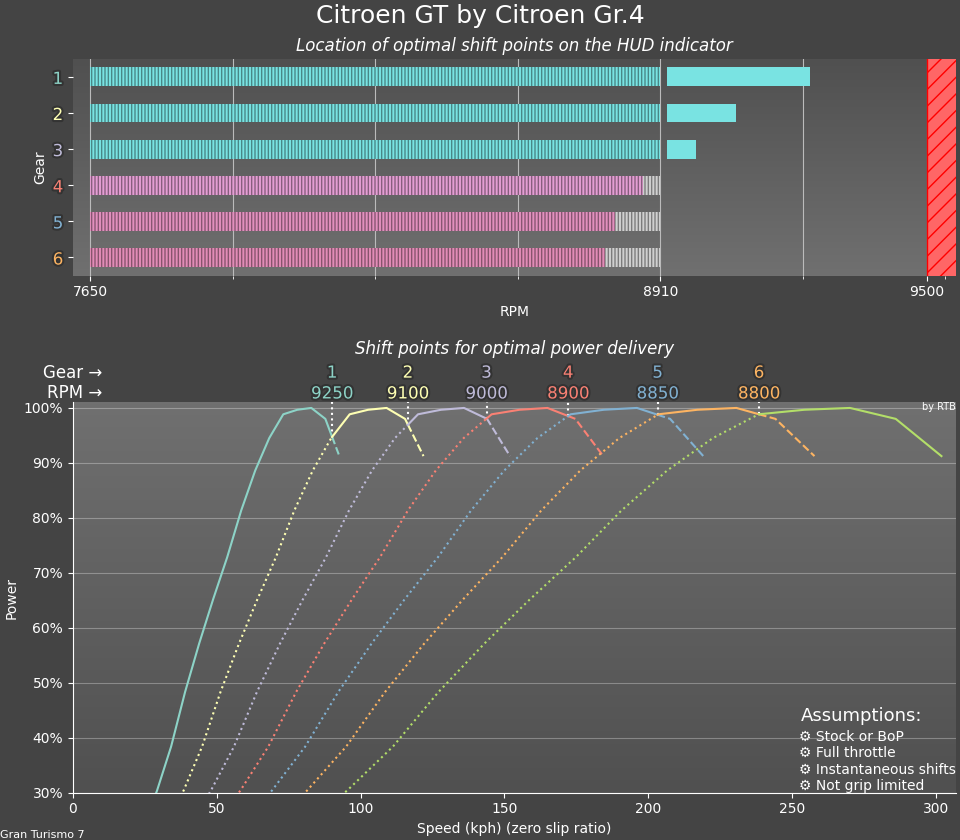 Citroen GT by Citroen Gr.4
Location of optimal shift points on the HUD indicator
Gear
1
2
3
4
5
6
7650 8910 9500
RPM
Shift points for optimal power delivery
Gear → 1 2 3 4 5 6
RPM → 9250 9100 9000 8900 8850 8800
by RTB
Power
100%
90%
80%
70%
60%
50%
40%
30%
Assumptions:
⚙ Stock or BoP
⚙ Full throttle
⚙ Instantaneous shifts
⚙ Not grip limited
0 50 100 150 200 250 300
Speed (kph) (zero slip ratio)
Gran Turismo 7